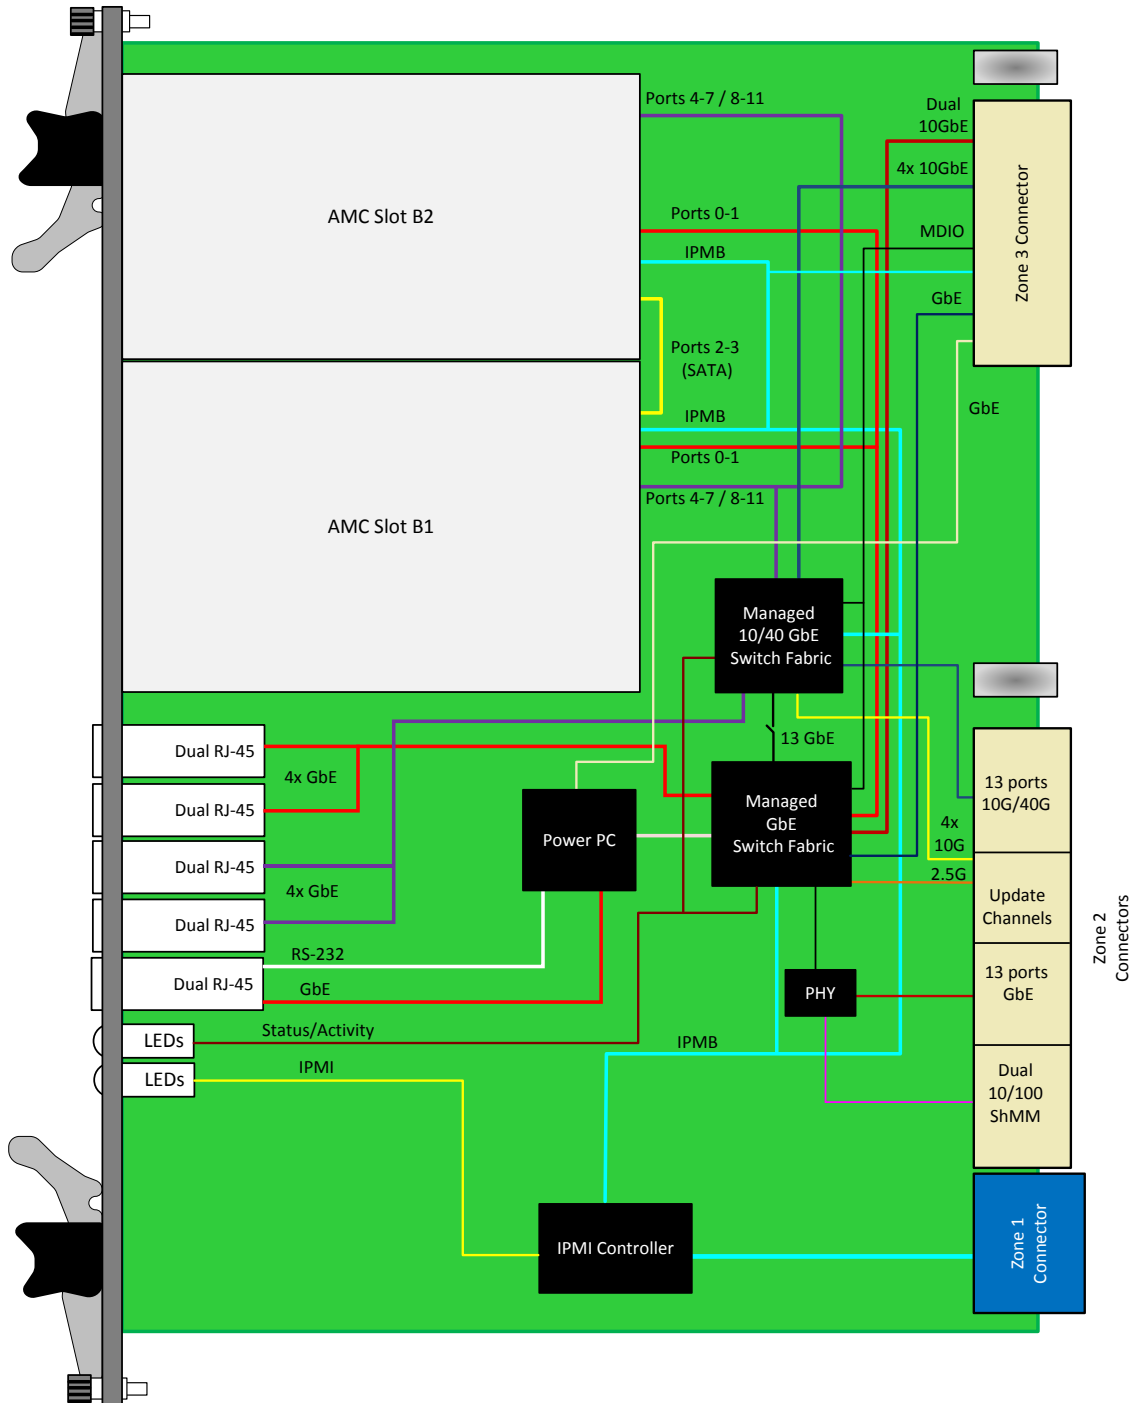 Ports 4-7 / 8-11
Dual
10GbE
4x 10GbE
AMC Slot B2
Ports 0-1
MDIO
IPMB
Zone 3 Connector
GbE
Ports 2-3
(SATA)
GbE
IPMB
Ports 0-1
Ports 4-7 / 8-11
AMC Slot B1
Managed
10/40 GbE
Switch Fabric
13 GbE
Dual RJ-45
4x GbE
Dual RJ-45
Dual RJ-45
4x GbE
Dual RJ-45
RS-232
Dual RJ-45
GbE
Power PC
Managed
GbE
Switch Fabric
13 ports
10G/40G
4x
10G
2.5G
Update
Channels
Zone 2
Connectors
PHY
13 ports
GbE
Status/Activity
LEDs
IPMB
IPMI
LEDs
Dual
10/100
ShMM
IPMI Controller
Zone 1
Connector